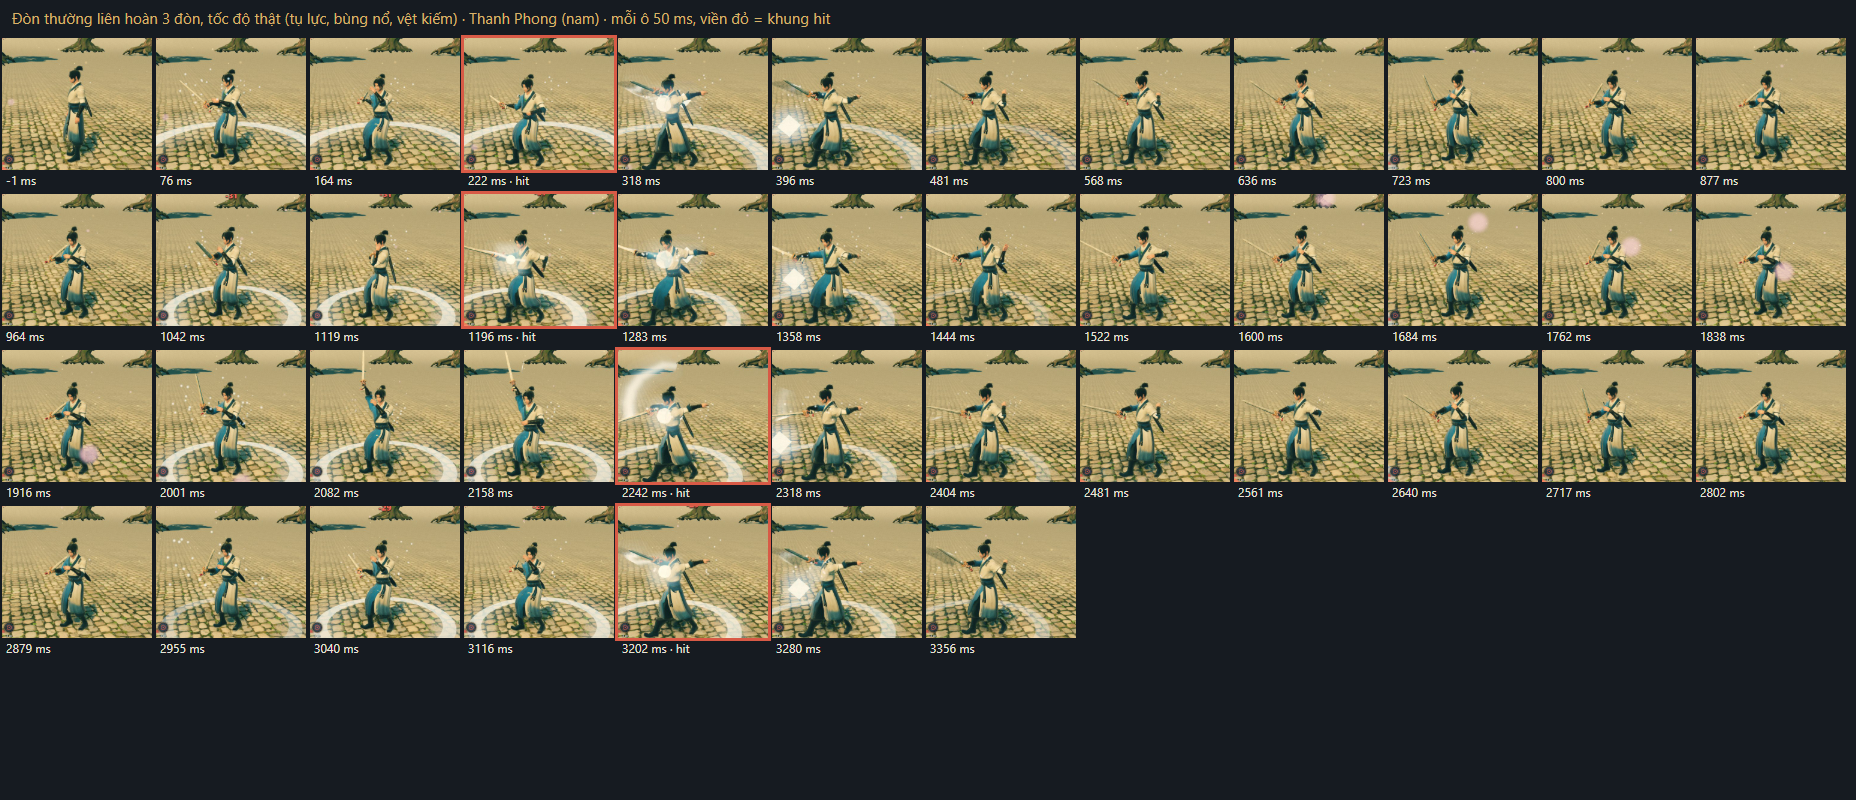 Đòn thường liên hoàn 3 đòn, tốc độ thật (tụ lực, bùng nổ, vệt kiếm) · Thanh Phong (nam) · mỗi ô 50 ms, viền đỏ = khung hit
-1 ms 76 ms 164 ms 222 ms · hit 318 ms 396 ms 481 ms 568 ms 636 ms 723 ms 800 ms 877 ms
964 ms 1042 ms 1119 ms 1196 ms · hit 1283 ms 1358 ms 1444 ms 1522 ms 1600 ms 1684 ms 1762 ms 1838 ms
1916 ms 2001 ms 2082 ms 2158 ms 2242 ms · hit 2318 ms 2404 ms 2481 ms 2561 ms 2640 ms 2717 ms 2802 ms
2879 ms 2955 ms 3040 ms 3116 ms 3202 ms · hit 3280 ms 3356 ms